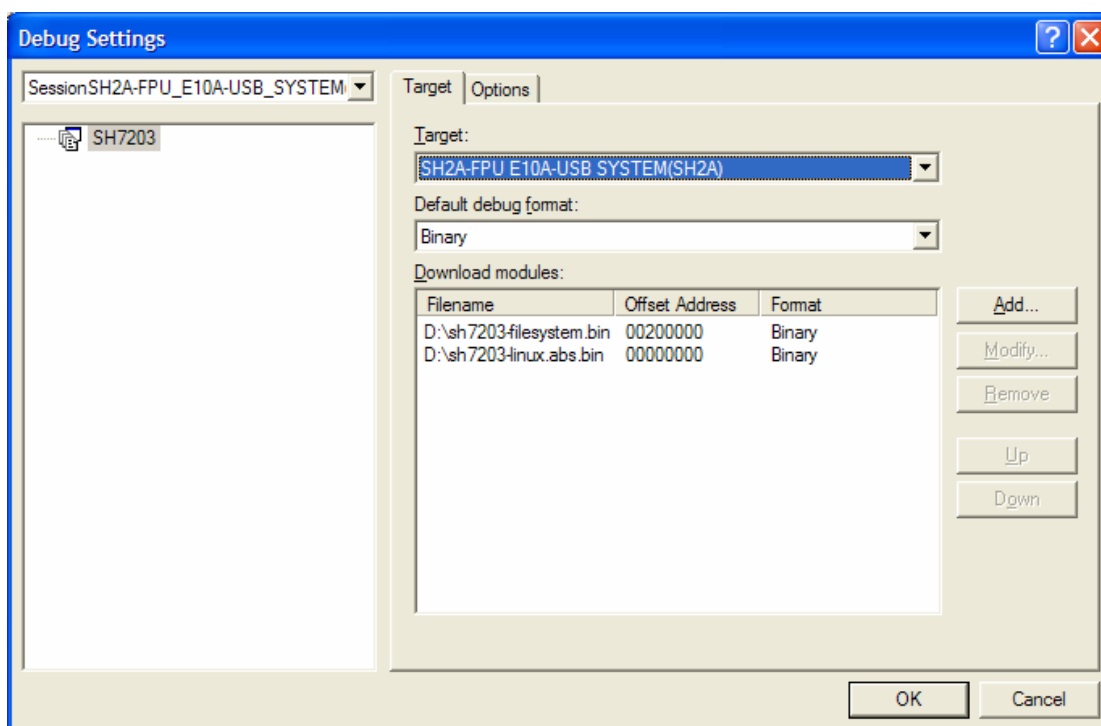 Debug Settings
SessionSH2A-FPU_E10A-USB_SYSTEM(
SH7203
Target Options
Target:
SH2A-FPU E10A-USB SYSTEM(SH2A)
Default debug format:
Binary
Download modules:
Filename Offset Address Format
D:\sh7203-filesystem.bin 00200000 Binary
D:\sh7203-linux.abs.bin 00000000 Binary
Add...
Modify...
Remove
Up
Down
OK Cancel